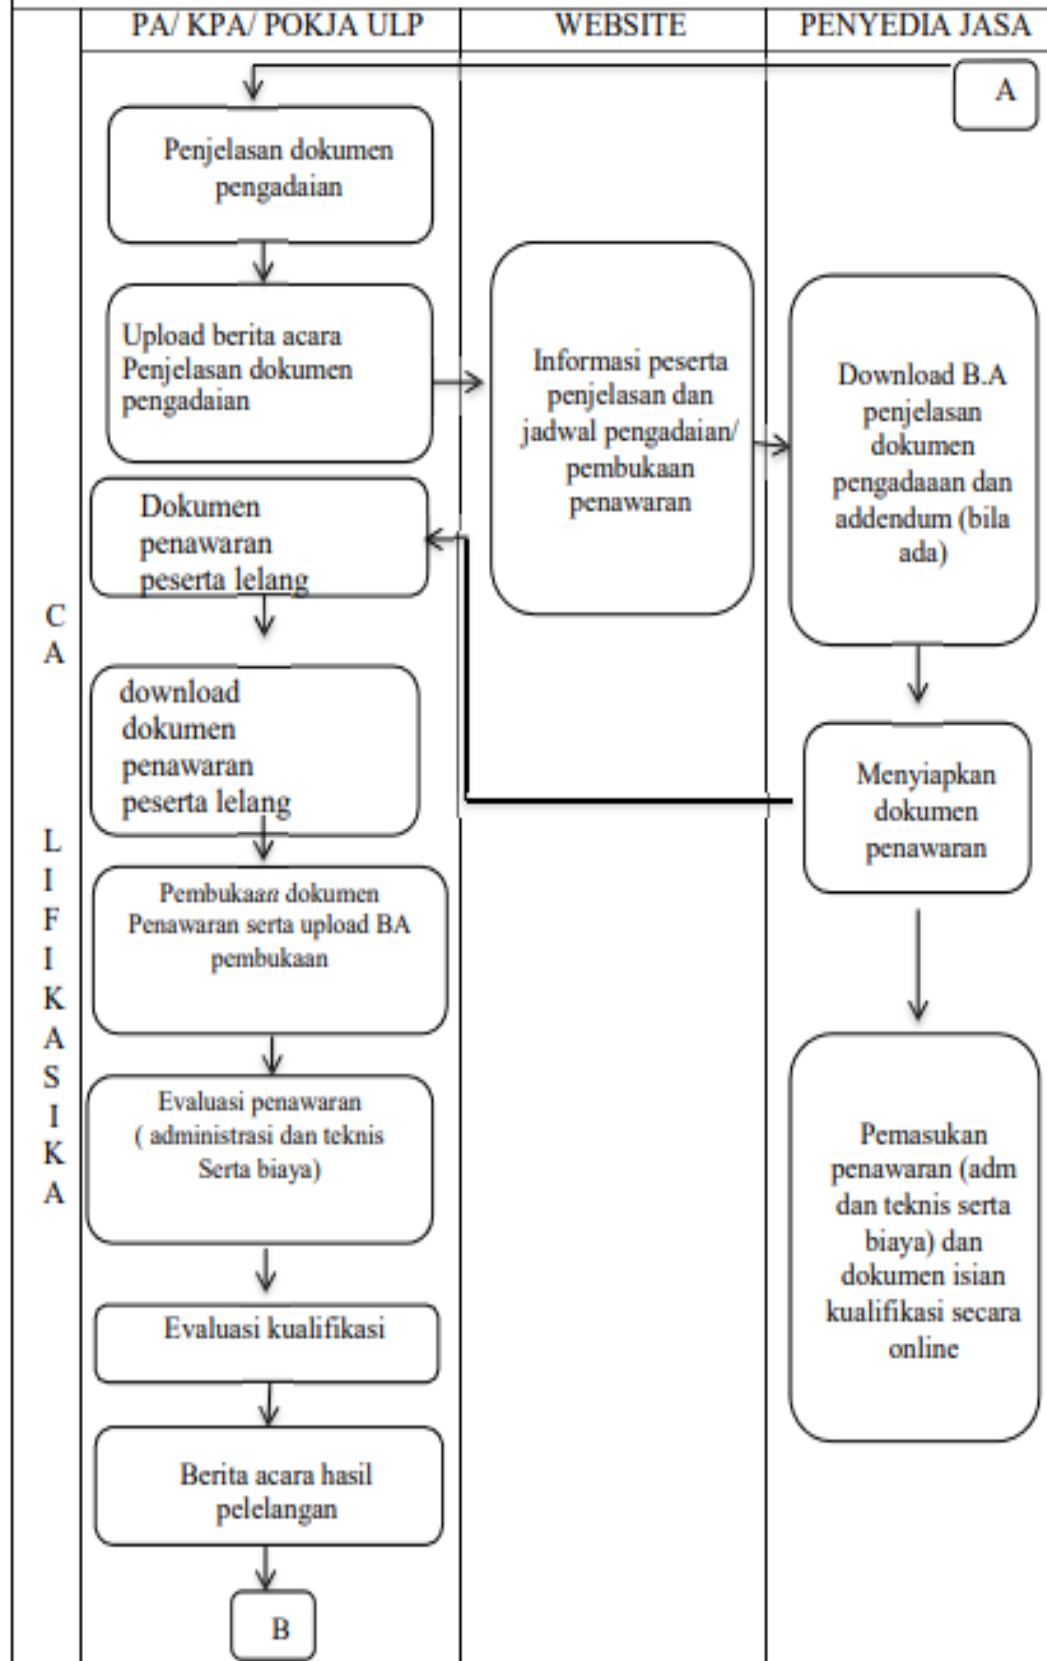 PA/ KPA/ POKJA ULP
WEBSITE
PENYEDIA JASA
A
Penjelasan dokumen
pengadaian
Upload berita acara
Penjelasan dokumen
pengadaian
Informasi peserta
penjelasan dan
jadwal pengadaian/
pembukaan
penawaran
Download B.A
penjelasan
dokumen
pengadaaan dan
addendum (bila
ada)
Dokumen
penawaran
peserta lelang
download
dokumen
penawaran
peserta lelang
Menyiapkan
dokumen
penawaran
Pembukaan dokumen
Penawaran serta upload BA
pembukaan
Evaluasi penawaran
( administrasi dan teknis
Serta biaya)
Pemasukan
penawaran (adm
dan teknis serta
biaya) dan
dokumen isian
kualifikasi secara
online
Evaluasi kualifikasi
Berita acara hasil
pelelangan
B
C
A
L
I
F
I
K
A
S
I
K
A